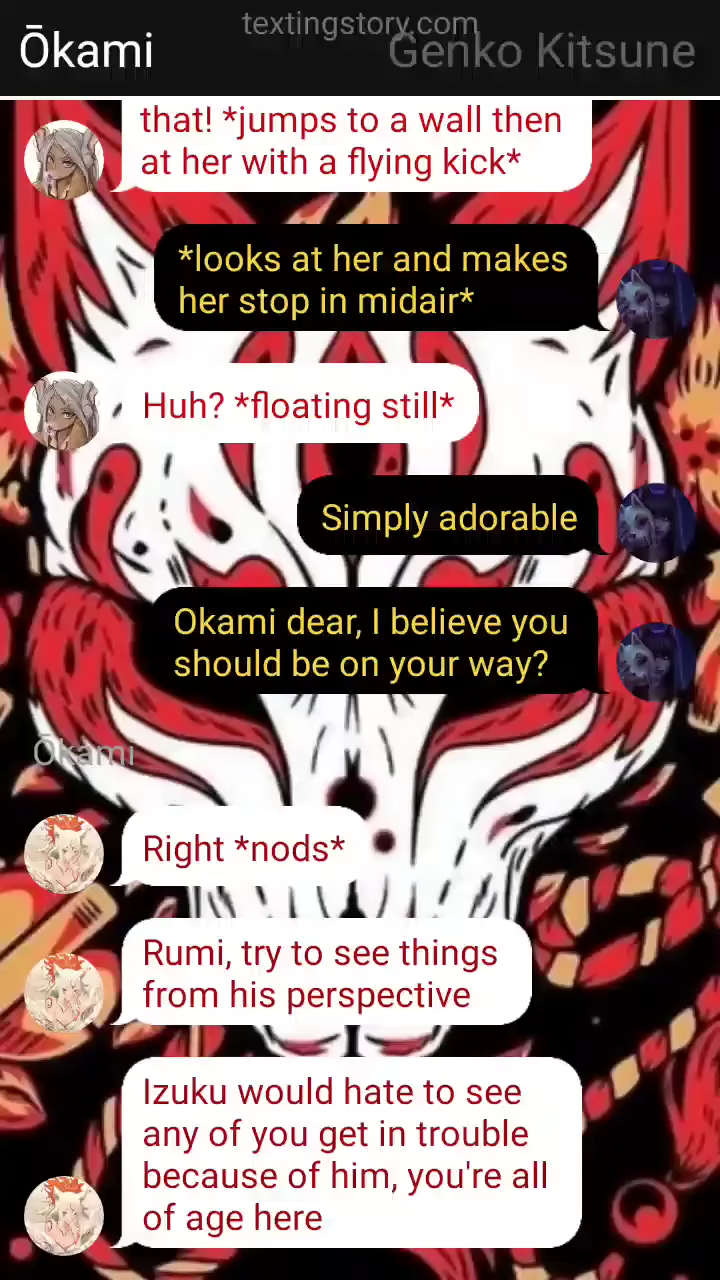 textingstory.com
Ōkami
Genko Kitsune
that! *jumps to a wall then
at her with a flying kick*
*looks at her and makes
her stop in midair*
Huh? *floating still*
Simply adorable
Okami dear, I believe you
should be on your way?
Ōkami
Right *nods*
Rumi, try to see things
from his perspective
Izuku would hate to see
any of you get in trouble
because of him, you're all
of age here